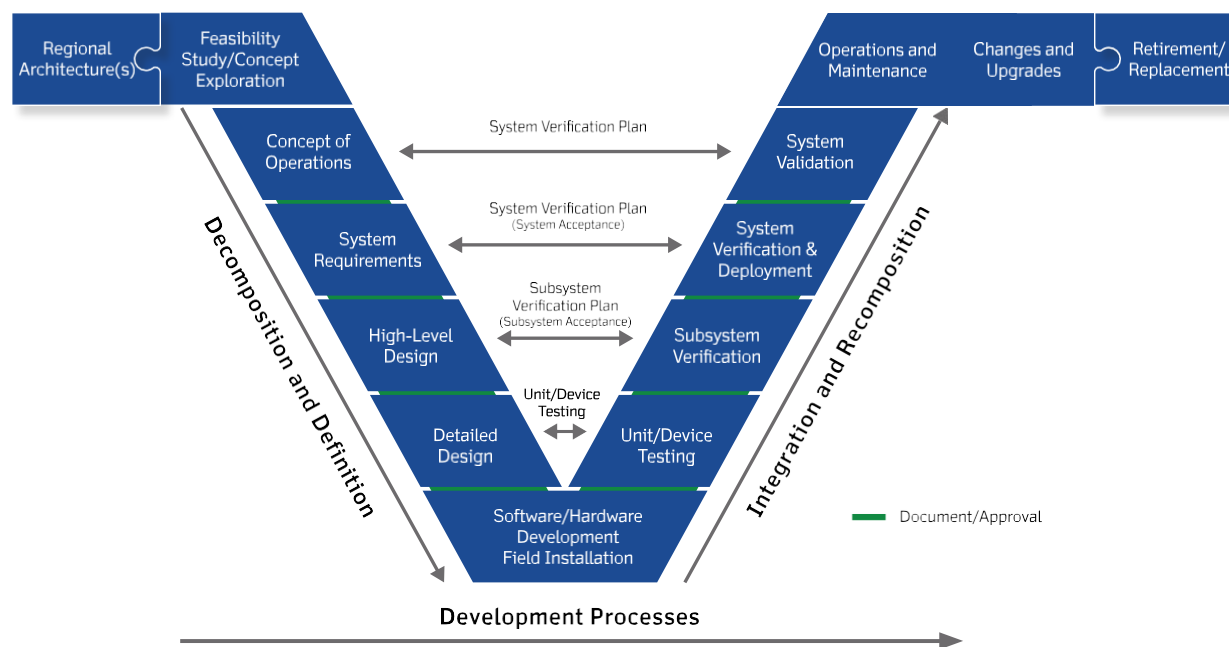 Regional
Architecture(s)
Feasibility
Study/Concept
Exploration
Operations and
Maintenance
Changes and
Upgrades
Retirement/
Replacement
Concept of
Operations
System Verification Plan
System
Validation
System
Requirements
System Verification Plan
(System Acceptance)
System
Verification &
Deployment
High-Level
Design
Subsystem
Verification Plan
(Subsystem Acceptance)
Subsystem
Verification
Detailed
Design
Unit/Device
Testing
Unit/Device
Testing
Software/Hardware
Development
Field Installation
Decomposition and Definition
Integration and Recomposition
Document/Approval
Development Processes